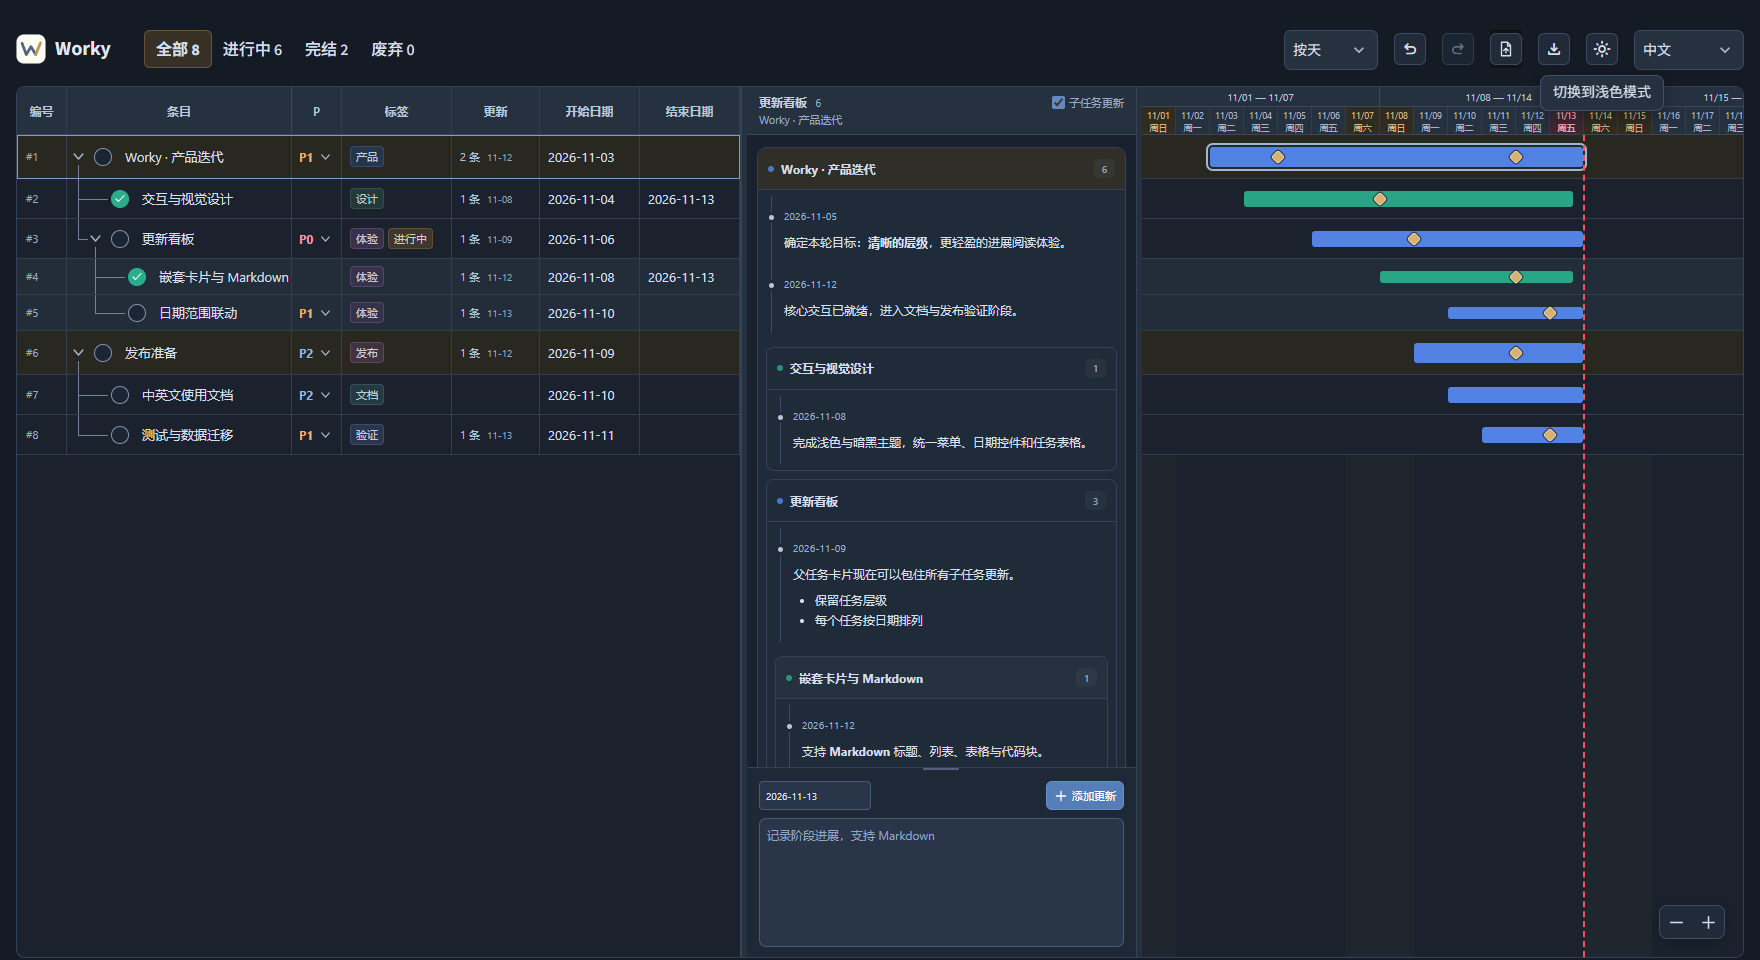 Worky
全部 8
进行中 6
完结 2
废弃 0
按天
中文
切换到浅色模式
编号
条目
P
标签
更新
开始日期
结束日期
#1
Worky · 产品迭代
P1
产品
2 条 11-12
2026-11-03
#2
交互与视觉设计
设计
1 条 11-08
2026-11-04
2026-11-13
#3
更新看板
P0
体验
进行中
1 条 11-09
2026-11-06
#4
嵌套卡片与 Markdown
体验
1 条 11-12
2026-11-08
2026-11-13
#5
日期范围联动
P1
体验
1 条 11-13
2026-11-10
#6
发布准备
P2
发布
1 条 11-12
2026-11-09
#7
中英文使用文档
P2
文档
2026-11-10
#8
测试与数据迁移
P1
验证
1 条 11-13
2026-11-11
更新看板 6
子任务更新
Worky · 产品迭代
Worky · 产品迭代
6
2026-11-05
确定本轮目标：清晰的层级，更轻盈的进展阅读体验。
2026-11-12
核心交互已就绪，进入文档与发布验证阶段。
交互与视觉设计
1
2026-11-08
完成浅色与暗黑主题，统一菜单、日期控件和任务表格。
更新看板
3
2026-11-09
父任务卡片现在可以包住所有子任务更新。
• 保留任务层级
• 每个任务按日期排列
嵌套卡片与 Markdown
1
2026-11-12
支持 Markdown 标题、列表、表格与代码块。
2026-11-13
添加更新
记录阶段进展，支持 Markdown
11/01 — 11/07
11/08 — 11/14
11/15 —
11/01 11/02 11/03 11/04 11/05 11/06 11/07 11/08 11/09 11/10 11/11 11/12 11/13 11/14 11/15 11/16 11/17 11/1
周日 周一 周二 周三 周四 周五 周六 周日 周一 周二 周三 周四 周五 周六 周日 周一 周二 周三